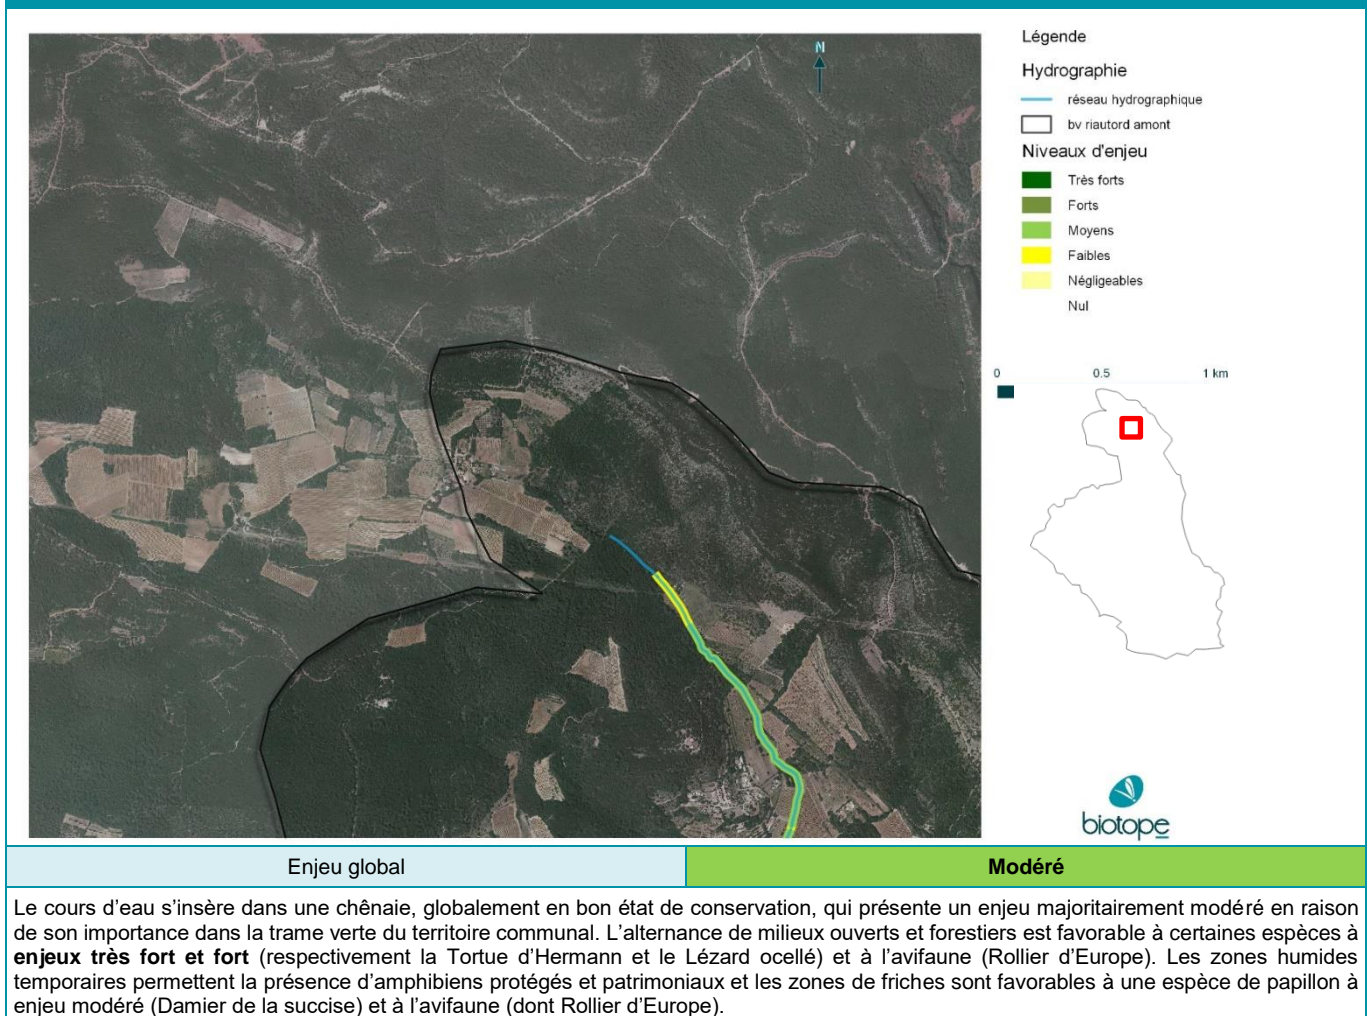 N
Légende
Hydrographie
réseau hydrographique
bv riautord amont
Niveaux d'enjeu
Très forts
Forts
Moyens
Faibles
Négligeables
Nul
0 0.5 1 km
biotope
Enjeu global
Modéré
Le cours d’eau s’insère dans une chênaie, globalement en bon état de conservation, qui présente un enjeu majoritairement modéré en raison
de son importance dans la trame verte du territoire communal. L’alternance de milieux ouverts et forestiers est favorable à certaines espèces à
enjeux très fort et fort (respectivement la Tortue d’Hermann et le Lézard ocellé) et à l’avifaune (Rollier d’Europe). Les zones humides
temporaires permettent la présence d’amphibiens protégés et patrimoniaux et les zones de friches sont favorables à une espèce de papillon à
enjeu modéré (Damier de la succise) et à l’avifaune (dont Rollier d’Europe).